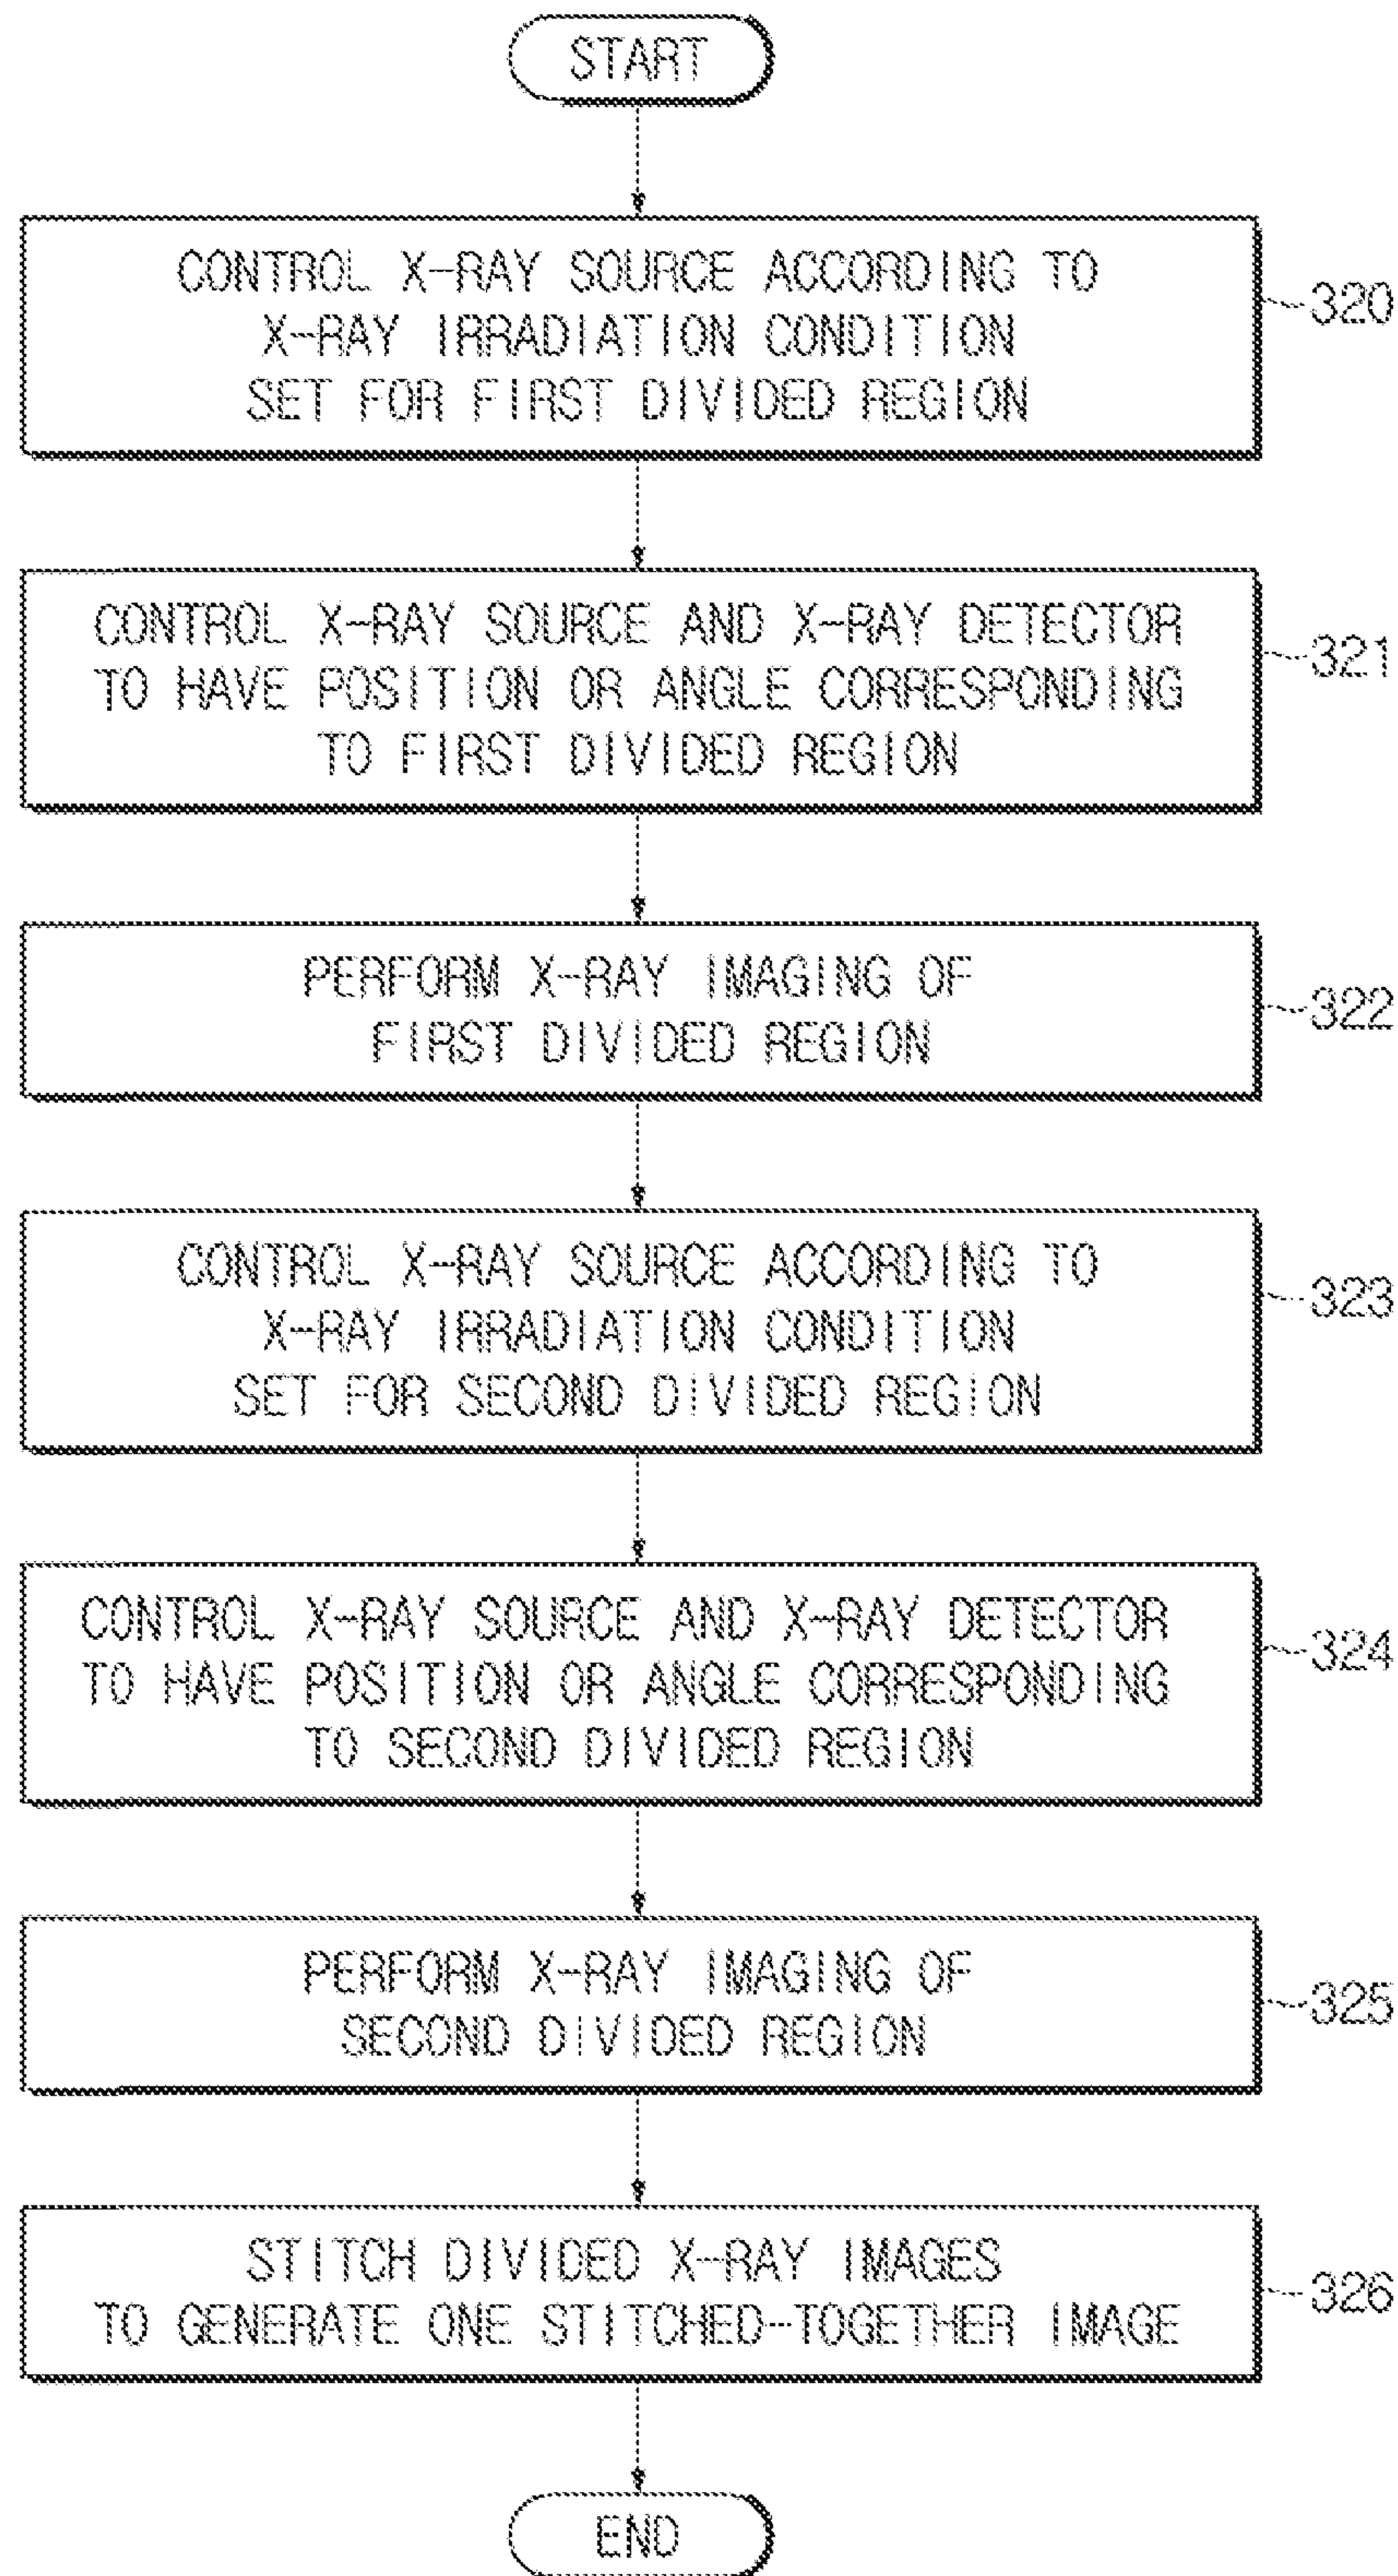 START
CONTROL X-RAY SOURCE ACCORDING TO
X-RAY IRRADIATION CONDITION
SET FOR FIRST DIVIDED REGION
320
CONTROL X-RAY SOURCE AND X-RAY DETECTOR
TO HAVE POSITION OR ANGLE CORRESPONDING
TO FIRST DIVIDED REGION
321
PERFORM X-RAY IMAGING OF
FIRST DIVIDED REGION
322
CONTROL X-RAY SOURCE ACCORDING TO
X-RAY IRRADIATION CONDITION
SET FOR SECOND DIVIDED REGION
323
CONTROL X-RAY SOURCE AND X-RAY DETECTOR
TO HAVE POSITION OR ANGLE CORRESPONDING
TO SECOND DIVIDED REGION
324
PERFORM X-RAY IMAGING OF
SECOND DIVIDED REGION
325
STITCH DIVIDED X-RAY IMAGES
TO GENERATE ONE STITCHED-TOGETHER IMAGE
326
END